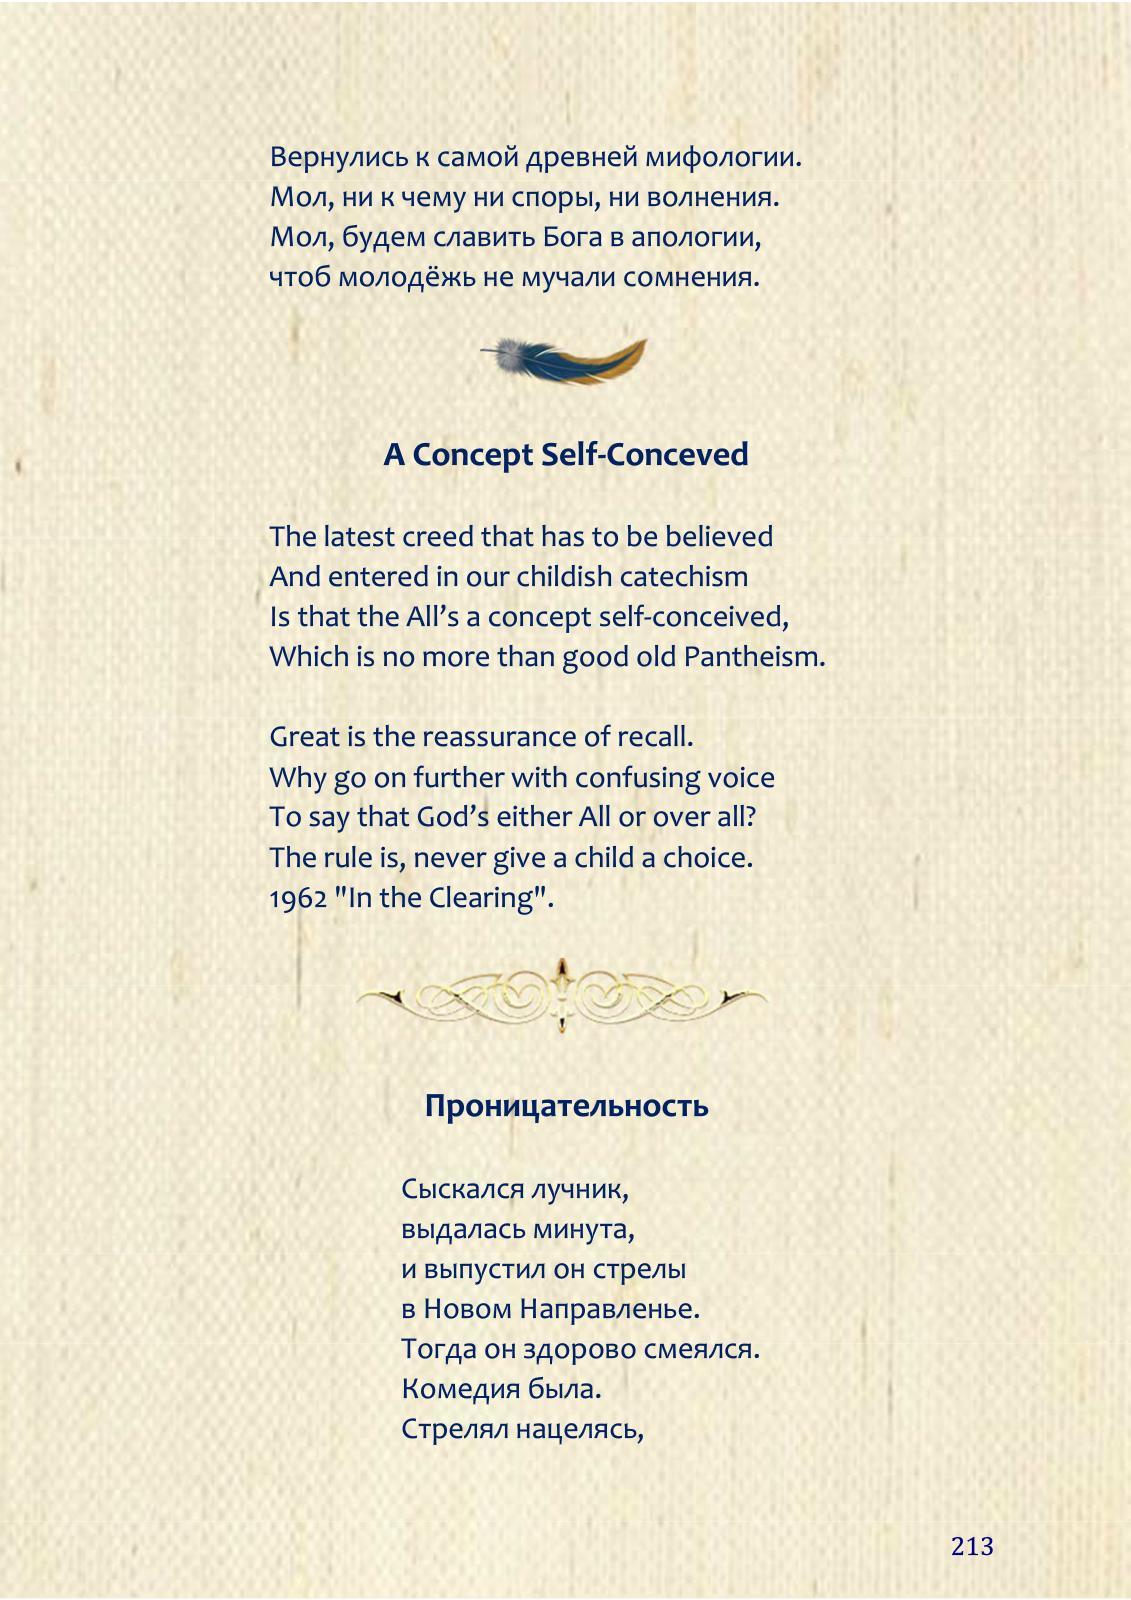 Вернулись к самой древней мифологии.
Мол, ни к чему ни споры, ни волнения.
Мол, будем славить Бога в апологии,
чтоб молодёжь не мучали сомнения.
A Concept Self-Conceved
The latest creed that has to be believed
And entered in our childish catechism
Is that the All’s a concept self-conceived,
Which is no more than good old Pantheism.
Great is the reassurance of recall.
Why go on further with confusing voice
To say that God’s either All or over all?
The rule is, never give a child a choice.
1962 "In the Clearing".
Проницательность
Сыскался лучник,
выдалась минута,
и выпустил он стрелы
в Новом Направленье.
Тогда он здорово смеялся.
Комедия была.
Стрелял нацелясь,
213